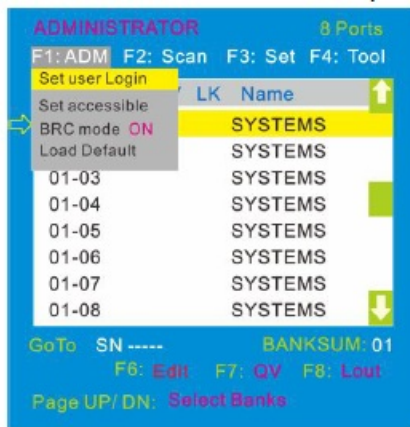 ADMINISTRATOR 8 Ports
F1: ADM F2: Scan F3: Set F4: Tool
Set user Login
LK Name
Set accessible
BRC mode ON SYSTEMS
Load Default SYSTEMS
01-03 SYSTEMS
01-04 SYSTEMS
01-05 SYSTEMS
01-06 SYSTEMS
01-07 SYSTEMS
01-08 SYSTEMS
GoTo SN ----- BANKSUM: 01
F6: Edit F7: QV F8: Lout
Page UP/ DN: Select Banks